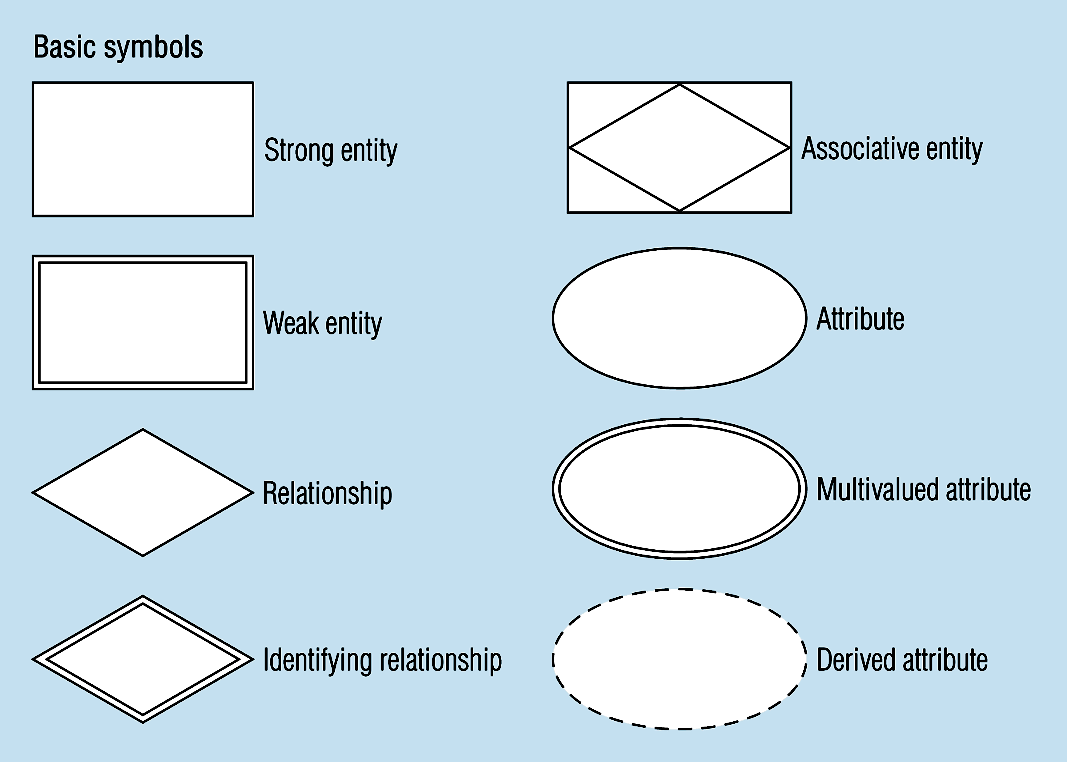 Basic symbols
Strong entity
Associative entity
Weak entity
Attribute
Relationship
Multivalued attribute
Identifying relationship
Derived attribute